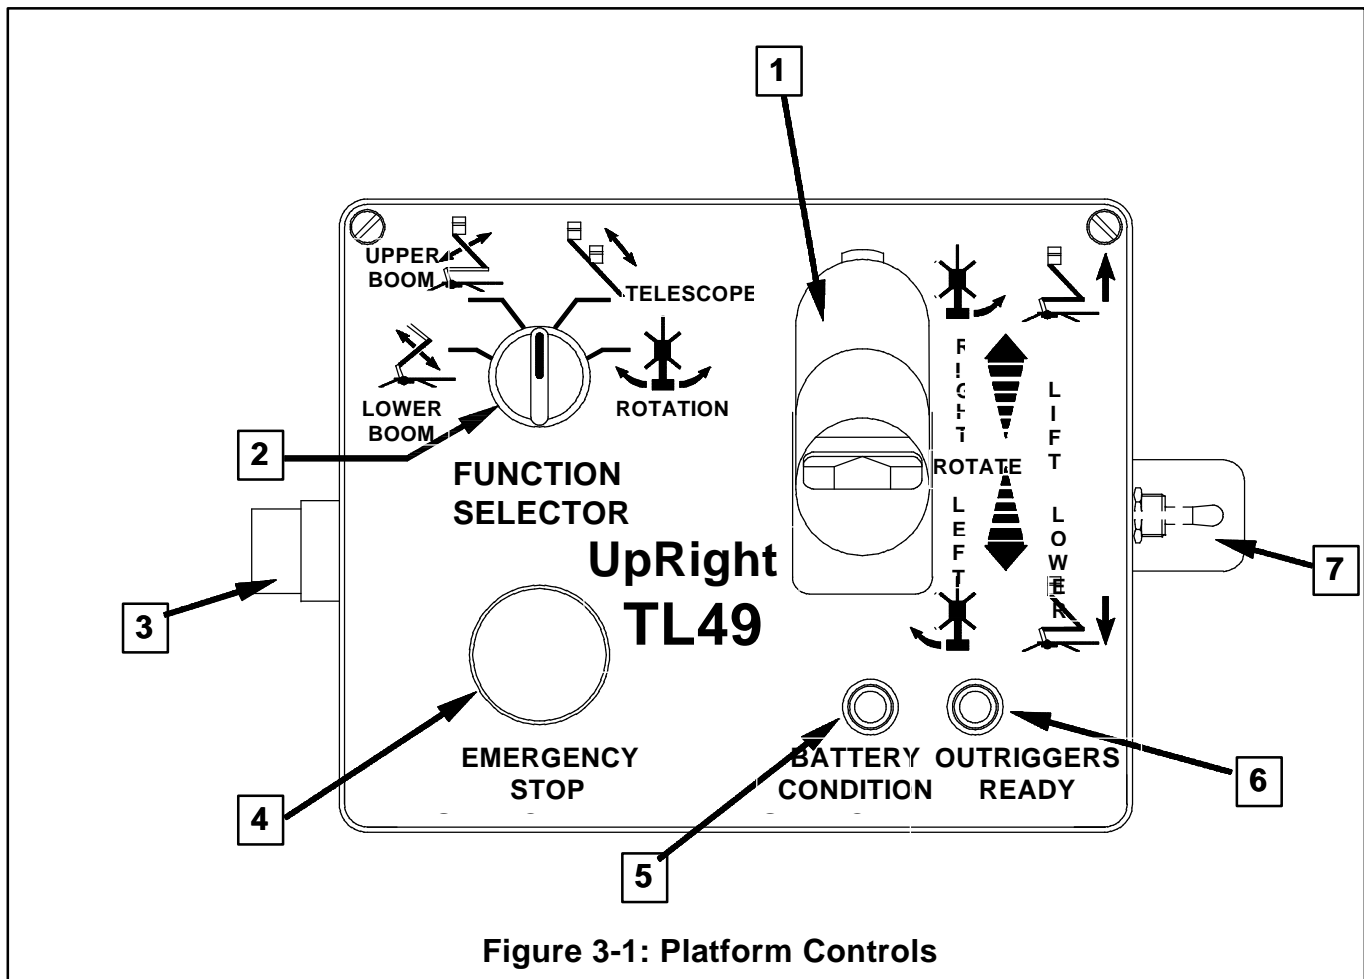 1
UPPER
BOOM
TELESCOPE
LOWER
BOOM
ROTATION
2
FUNCTION
SELECTOR
RIGHT
LIFT
ROTATE
LEFT
LOWER
UpRight
TL49
3
7
EMERGENCY
STOP
BATTERY
CONDITION
OUTRIGGERS
READY
4
5
6
Figure 3-1: Platform Controls